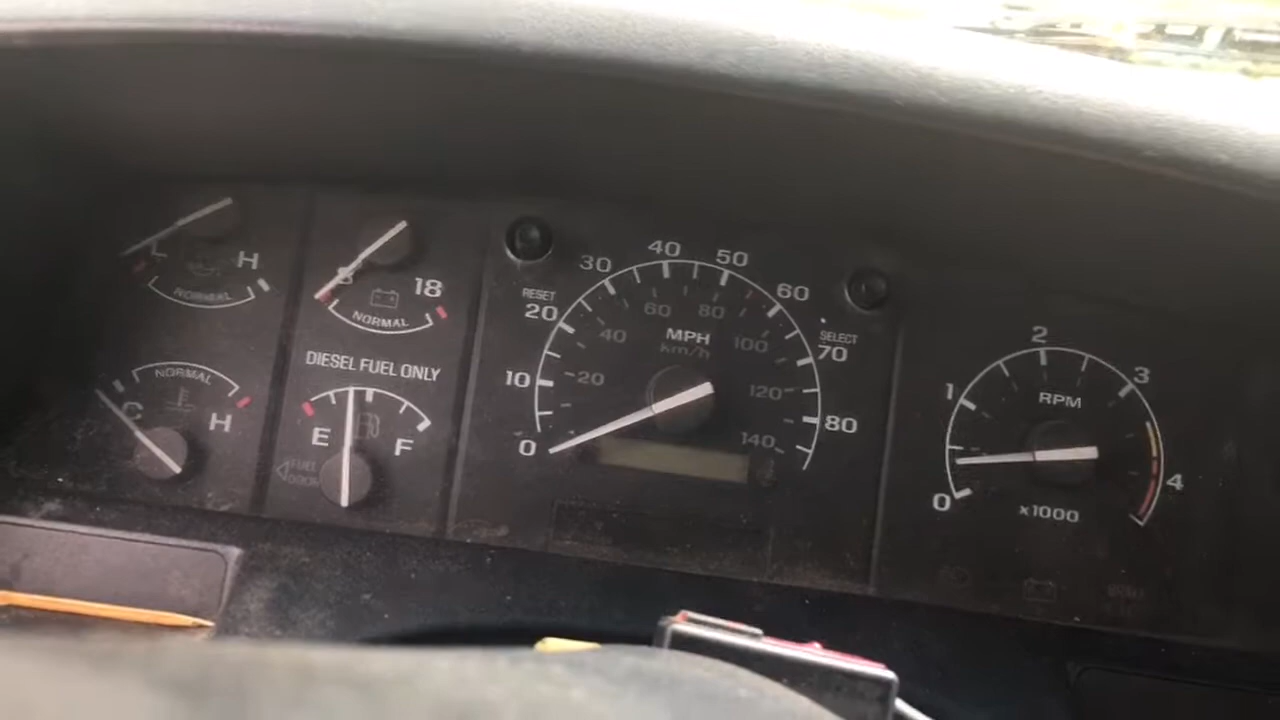 L H
NORMAL
8 18
NORMAL
NORMAL
C H
DIESEL FUEL ONLY
E F
FUEL
DOOR
RESET
SELECT
0 10 20 30 40 50 60 70 80
MPH
km/h
20 40 60 80 100 120 140
0 1 2 3 4
RPM
x1000